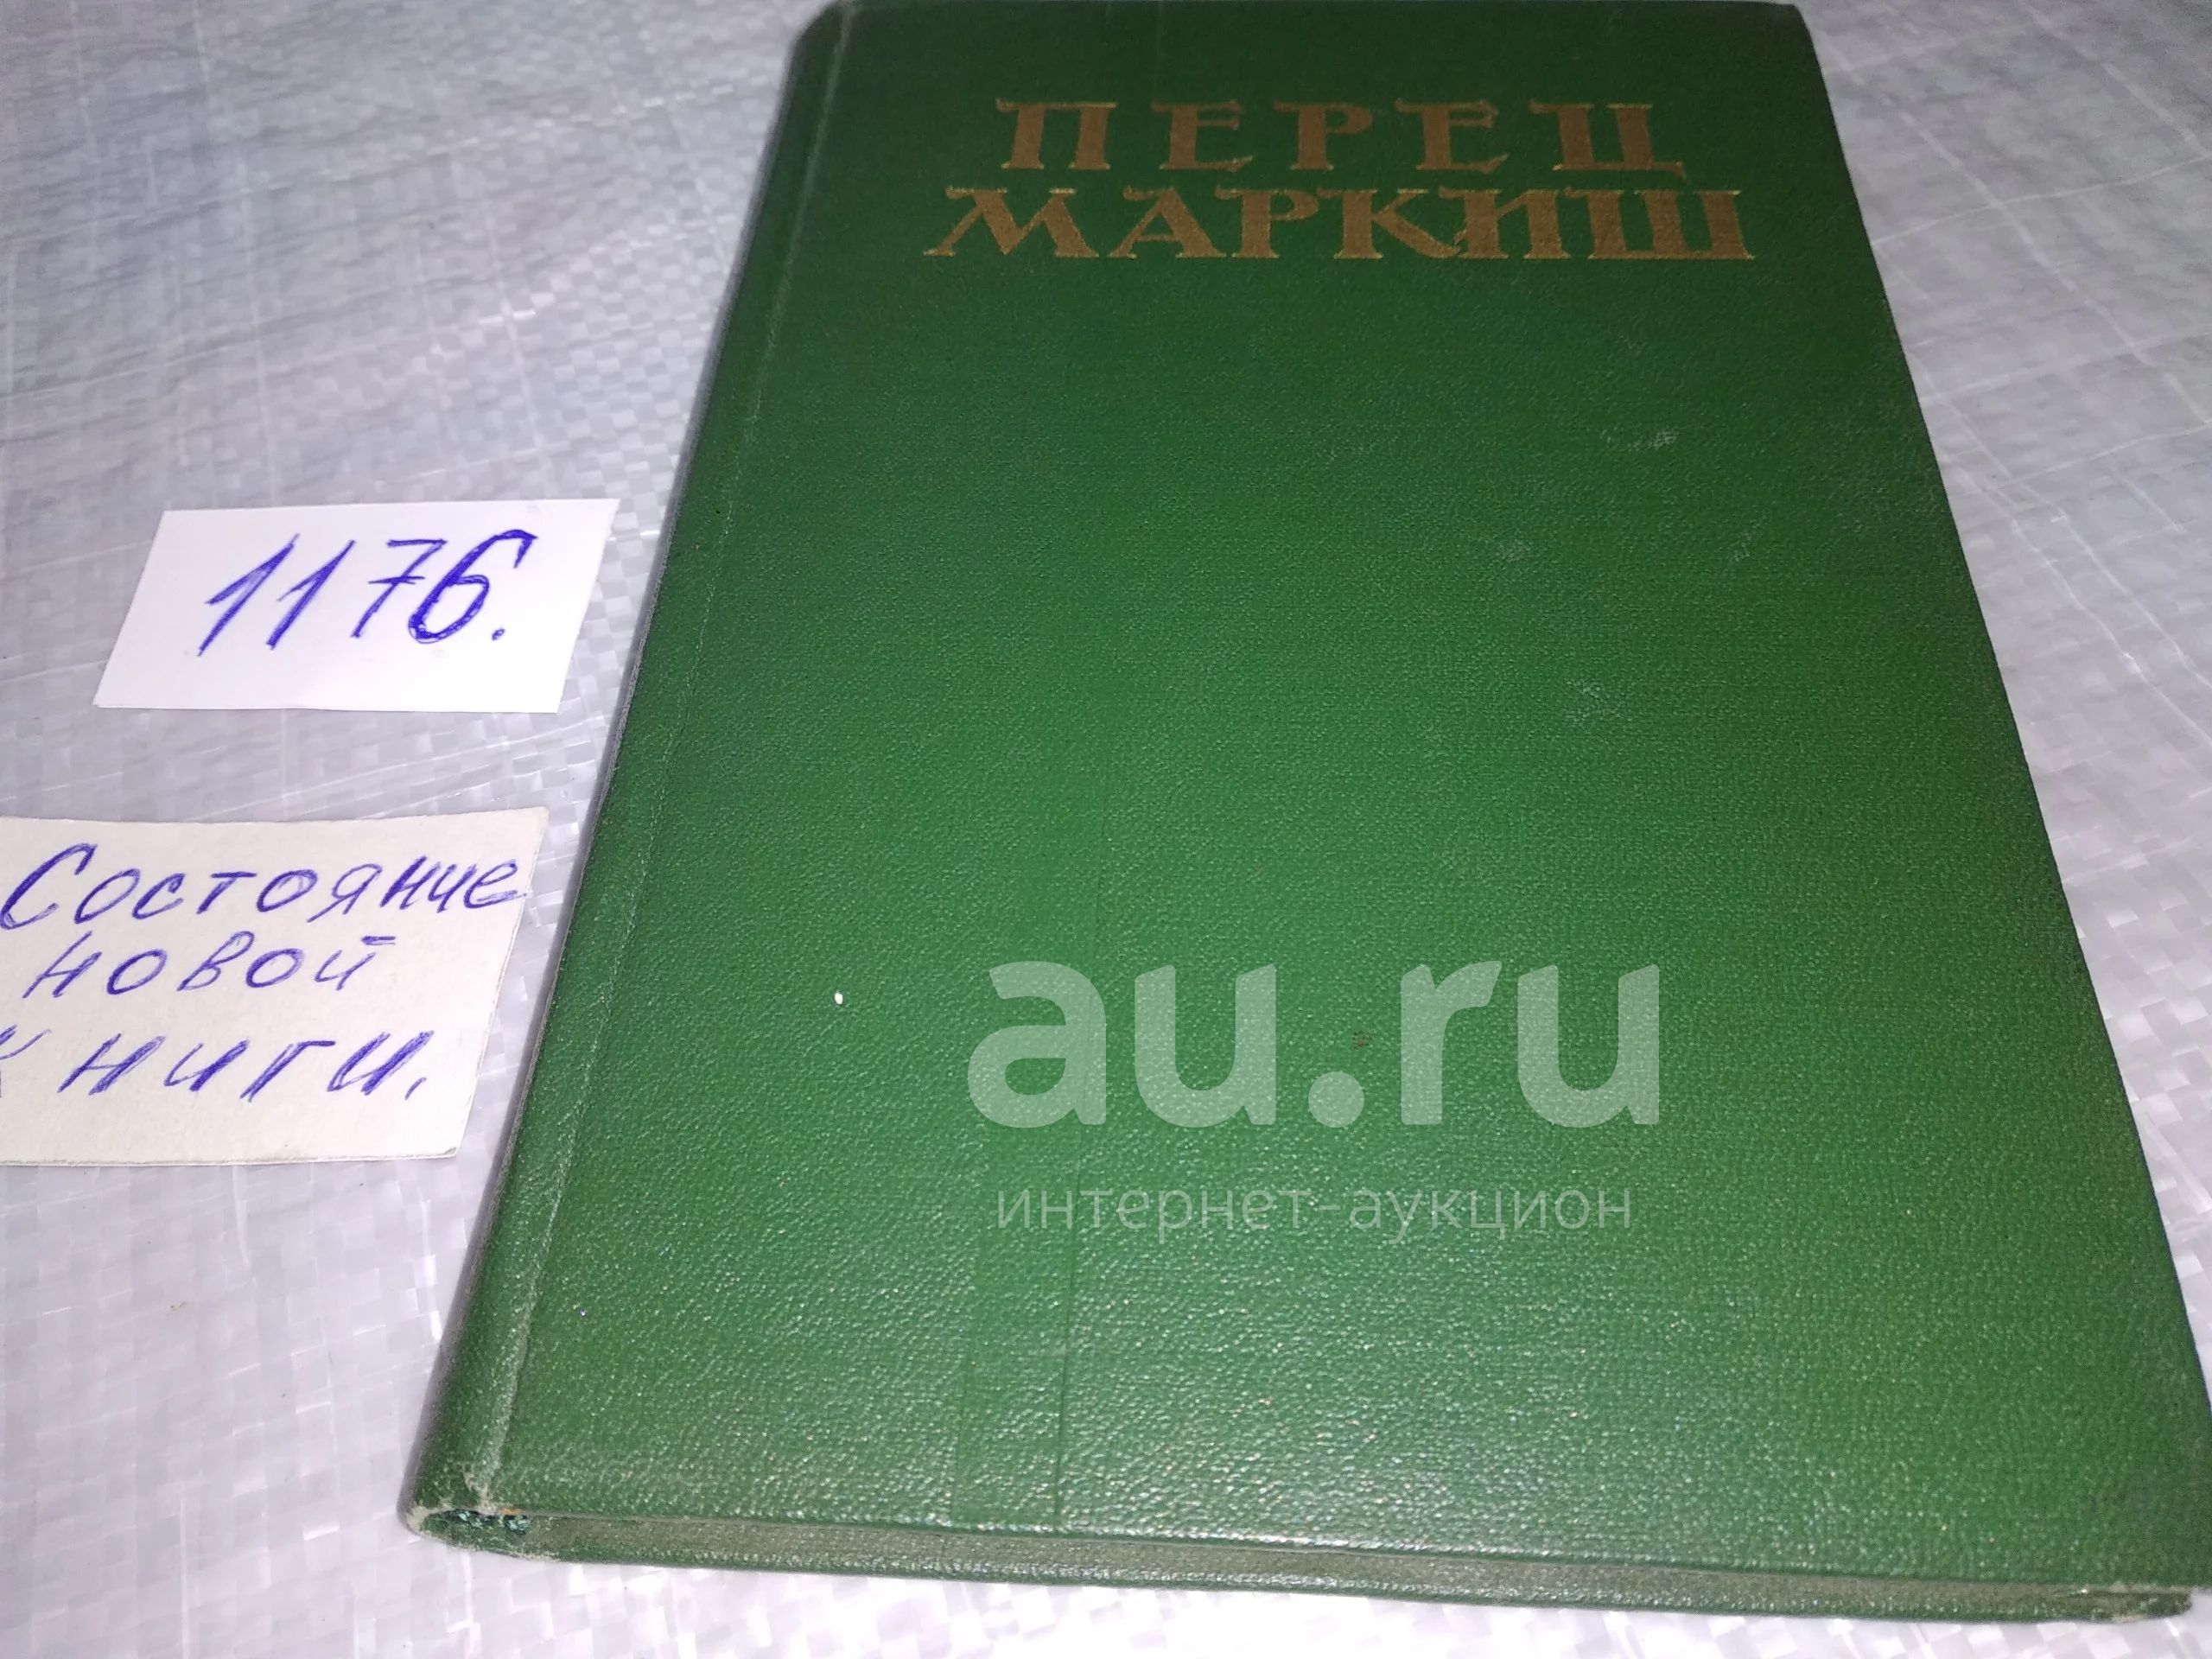 ПЕРЕЦ
МАРКИШ
1176.
Состояние
новой
книги.
au.ru
интернет-аукцион